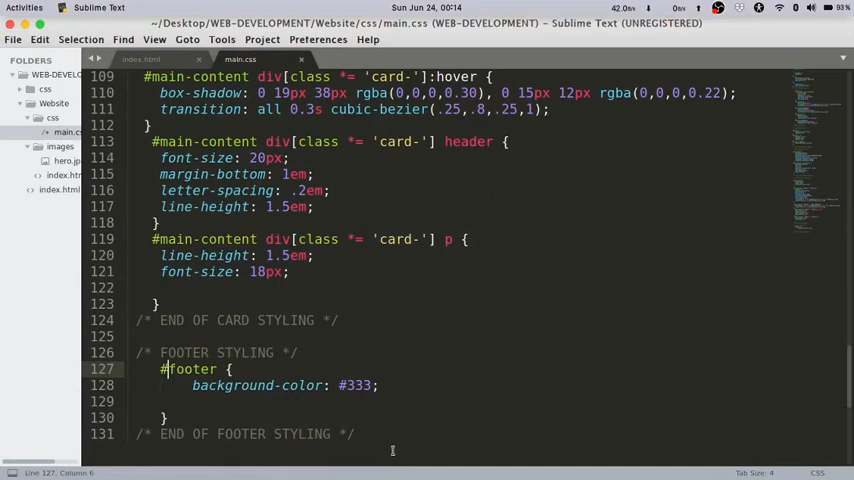 Activities Sublime Text Sun Jun 24, 00:14 42.0n/s 0n/s 93%
~/Desktop/WEB-DEVELOPMENT/Website/css/main.css (WEB-DEVELOPMENT) - Sublime Text (UNREGISTERED)
File Edit Selection Find View Goto Tools Project Preferences Help
FOLDERS
WEB-DEVELOP
css
Website
css
/* main.cs
images
hero.jp
index.htm
index.html
index.html × main.css ×
109 #main-content div[class *= 'card-']:hover {
110 box-shadow: 0 19px 38px rgba(0,0,0,0.30), 0 15px 12px rgba(0,0,0,0.22);
111 transition: all 0.3s cubic-bezier(.25,.8,.25,1);
112 }
113 #main-content div[class *= 'card-'] header {
114 font-size: 20px;
115 margin-bottom: 1em;
116 letter-spacing: .2em;
117 line-height: 1.5em;
118 }
119 #main-content div[class *= 'card-'] p {
120 line-height: 1.5em;
121 font-size: 18px;
122
123 }
124 /* END OF CARD STYLING */
125
126 /* FOOTER STYLING */
127 #footer {
128 background-color: #333;
129
130 }
131 /* END OF FOOTER STYLING */
Line 127, Column 6 Tab Size: 4 CSS